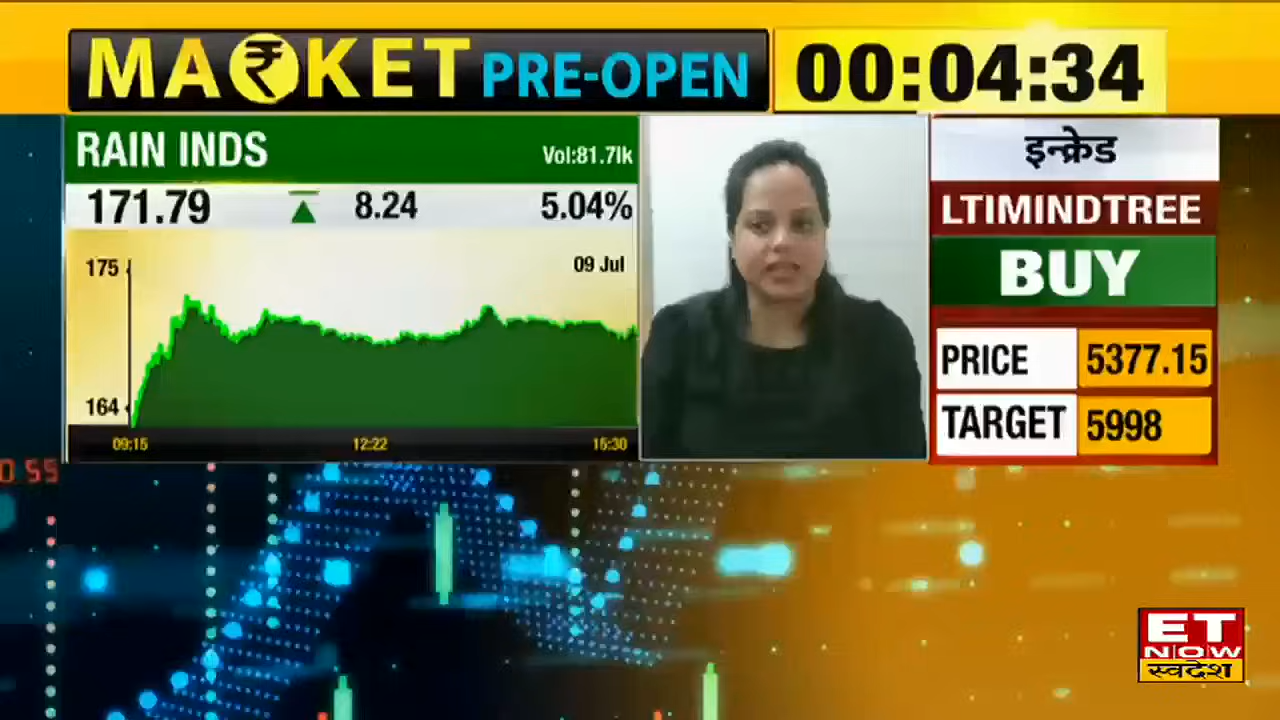 MA₹KET PRE-OPEN
00:04:34
RAIN INDS
Vol:81.7lk
171.79 8.24 5.04%
09 Jul
175
164
09:15 12:22 15:30
इन्क्रेड
LTIMINDTREE
BUY
PRICE 5377.15
TARGET 5998
0.55
ET
NOW
स्वदेश